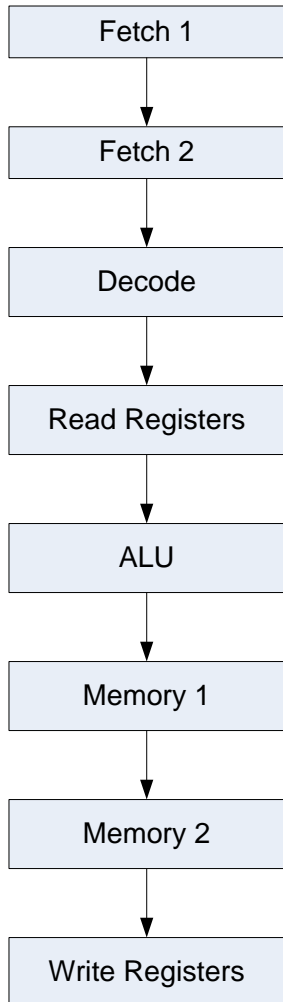 Fetch 1
Fetch 2
Decode
Read Registers
ALU
Memory 1
Memory 2
Write Registers